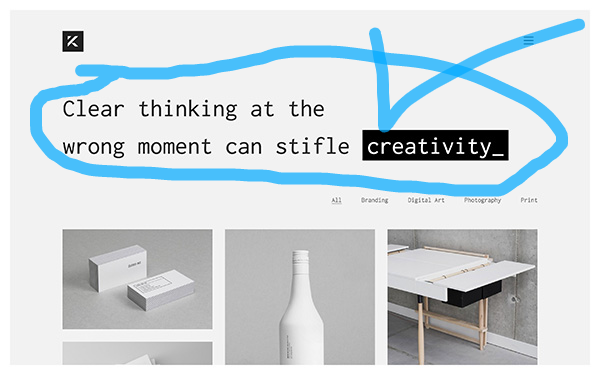 Clear thinking at the
wrong moment can stifle creativity_
All Branding Digital Art Photography Print